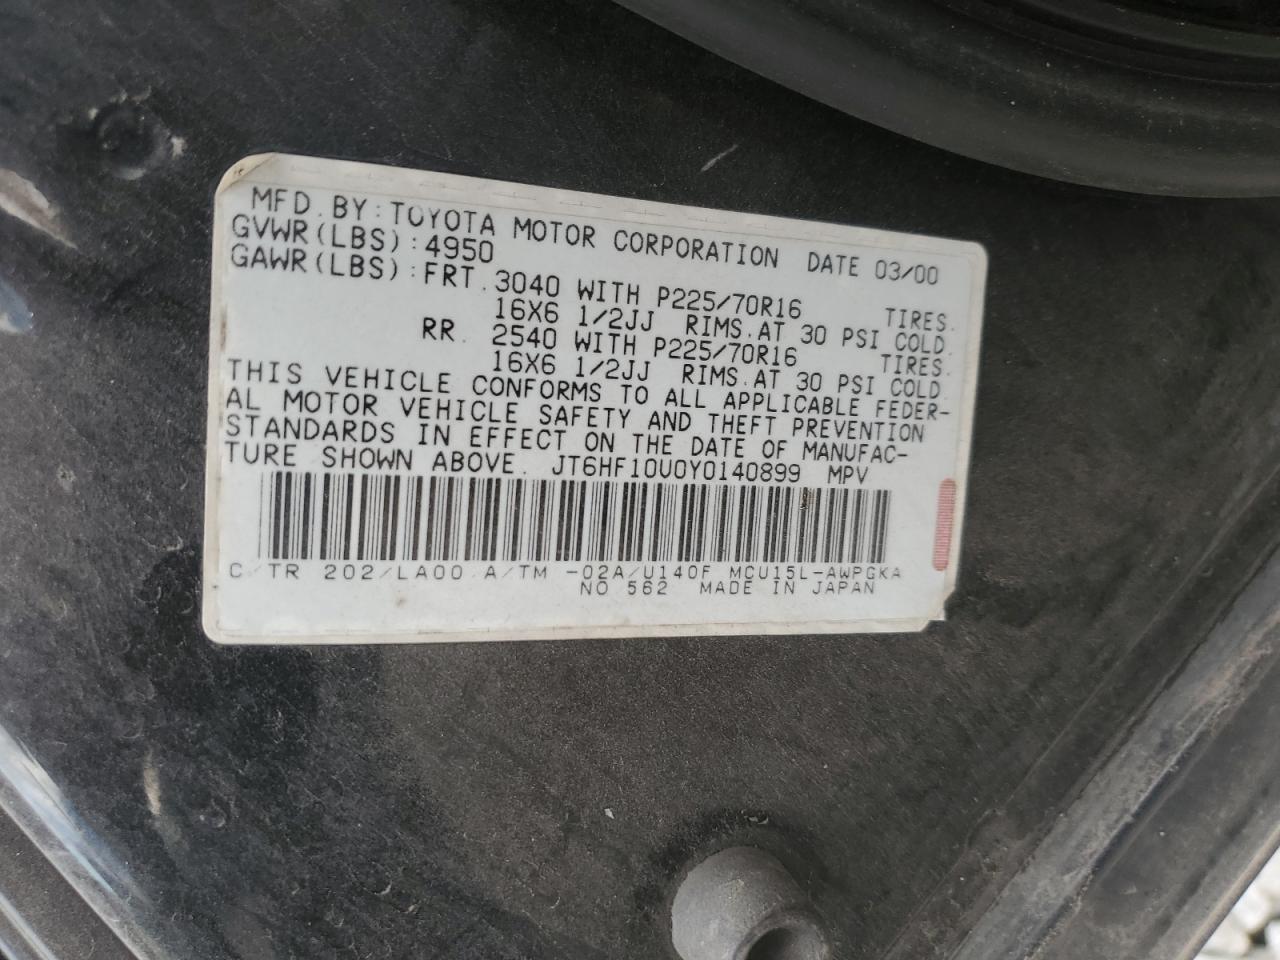 MFD. BY: TOYOTA MOTOR CORPORATION DATE 03/00
GVWR(LBS): 4950
GAWR(LBS): FRT. 3040 WITH P225/70R16 TIRES.
16X6 1/2JJ RIMS. AT 30 PSI COLD.
RR. 2540 WITH P225/70R16 TIRES.
16X6 1/2JJ RIMS. AT 30 PSI COLD.
THIS VEHICLE CONFORMS TO ALL APPLICABLE FEDER-
AL MOTOR VEHICLE SAFETY AND THEFT PREVENTION
STANDARDS IN EFFECT ON THE DATE OF MANUFAC-
TURE SHOWN ABOVE. JT6HF10U0Y0140899 MPV
C/TR 202/LA00 A/TM -02A/U140F MCU15L-AWPGKA
NO 562 MADE IN JAPAN